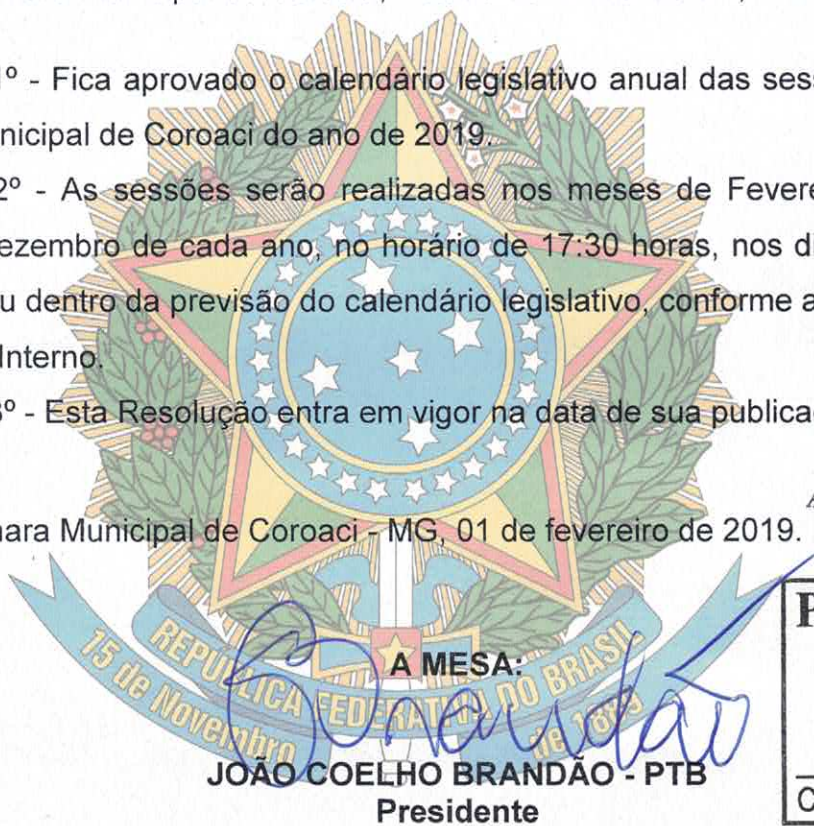 1º - Fica aprovado o calendário legislativo anual das sess
nicipal de Coroaci do ano de 2019.
2º - As sessões serão realizadas nos meses de Fevere
ezembro de cada ano, no horário de 17:30 horas, nos di
u dentro da previsão do calendário legislativo, conforme a
Interno.
3º - Esta Resolução entra em vigor na data de sua publicaç
A
nara Municipal de Coroaci - MG, 01 de fevereiro de 2019.
P
A MESA:
REPÚBLICA FEDERATIVA DO BRASIL
15 de Novembro
de 1889
Brandão
JOÃO COELHO BRANDÃO - PTB
Presidente
C